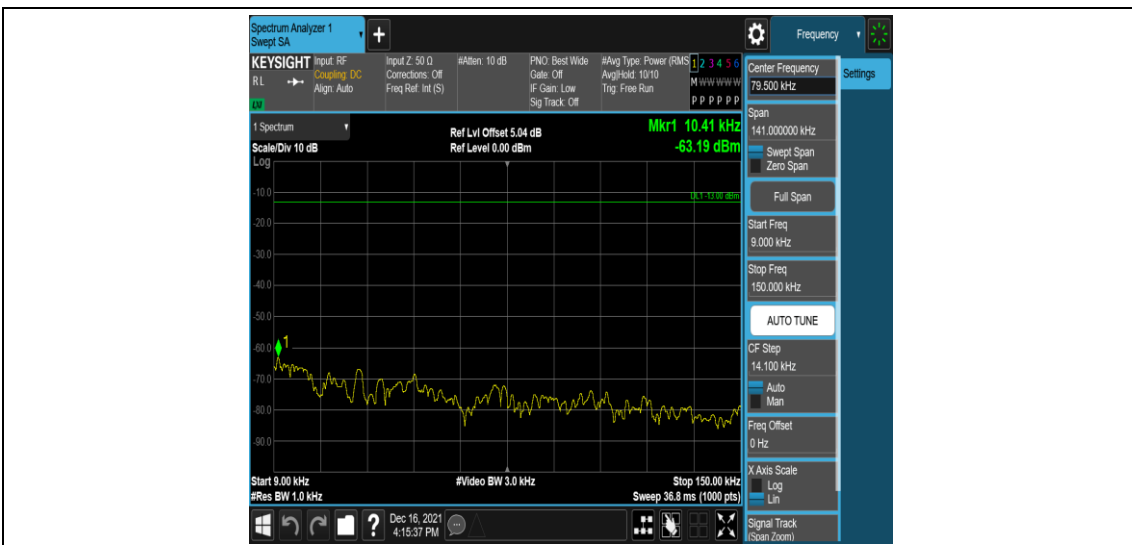 Spectrum Analyzer 1
Swept SA
Frequency
KEYSIGHT
RL
LXI
Input: RF
Coupling: DC
Align: Auto
Input Z: 50 Ω
Corrections: Off
Freq Ref: Int (S)
#Atten: 10 dB
PNO: Best Wide
Gate: Off
IF Gain: Low
Sig Track: Off
#Avg Type: Power (RMS
Avg|Hold: 10/10
Trig: Free Run
1 2 3 4 5 6
M W W W W W
P P P P P P
1 Spectrum
Scale/Div 10 dB
Log
Ref Lvl Offset 5.04 dB
Ref Level 0.00 dBm
Mkr1 10.41 kHz
-63.19 dBm
DL1 -13.00 dBm
-10.0
-20.0
-30.0
-40.0
-50.0
-60.0
-70.0
-80.0
-90.0
1
Start 9.00 kHz
#Res BW 1.0 kHz
#Video BW 3.0 kHz
Stop 150.00 kHz
Sweep 36.8 ms (1000 pts)
Dec 16, 2021
4:15:37 PM
Center Frequency
79.500 kHz
Settings
Span
141.000000 kHz
Swept Span
Zero Span
Full Span
Start Freq
9.000 kHz
Stop Freq
150.000 kHz
AUTO TUNE
CF Step
14.100 kHz
Auto
Man
Freq Offset
0 Hz
X Axis Scale
Log
Lin
Signal Track
(Span Zoom)